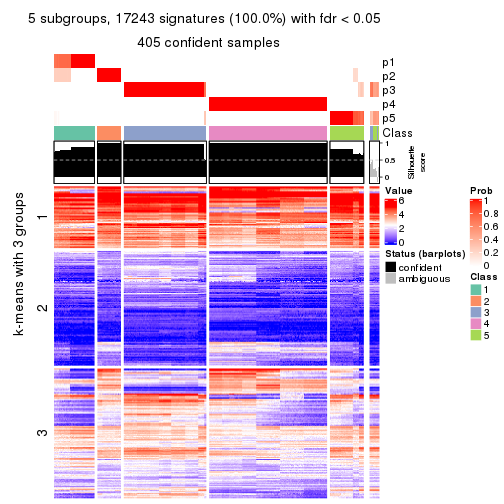 5 subgroups, 17243 signatures (100.0%) with fdr < 0.05
405 confident samples
p1
p2
p3
p4
p5
Class
1
0.5
0
Silhouette
score
k-means with 3 groups
1
2
3
Value
6
4
2
0
Status (barplots)
confident
ambiguous
Prob
1
0.8
0.6
0.4
0.2
0
Class
1
2
3
4
5